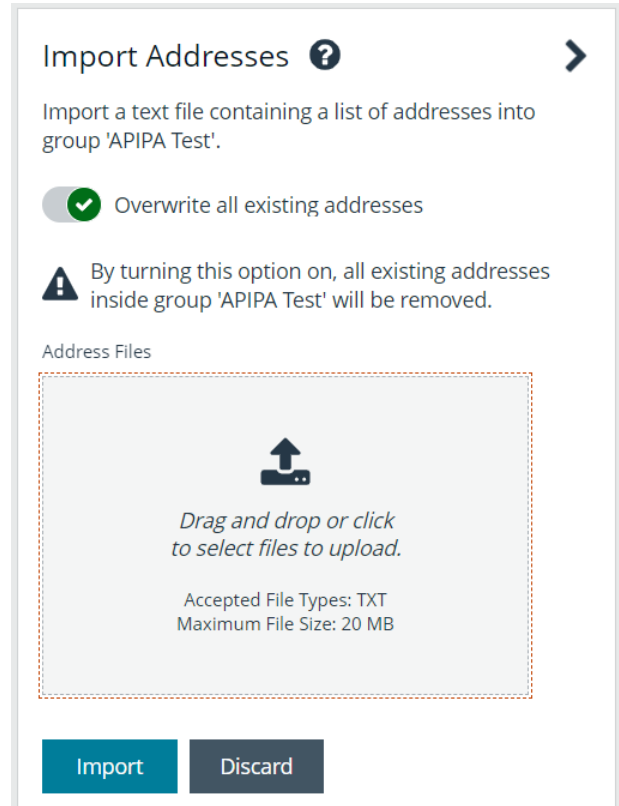 Import Addresses ?
Import a text file containing a list of addresses into
group 'APIPA Test'.
Overwrite all existing addresses
By turning this option on, all existing addresses
inside group 'APIPA Test' will be removed.
Address Files
Drag and drop or click
to select files to upload.
Accepted File Types: TXT
Maximum File Size: 20 MB
Import Discard